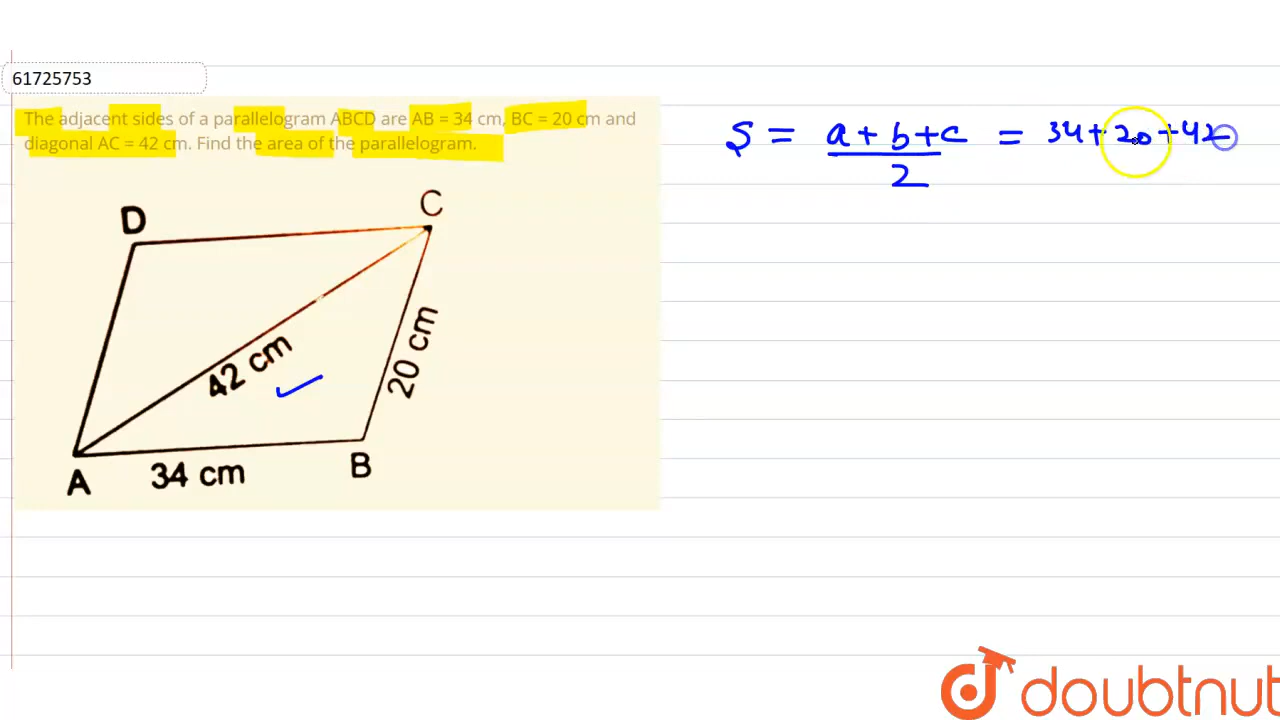 61725753
The adjacent sides of a parallelogram ABCD are AB = 34 cm, BC = 20 cm and
diagonal AC = 42 cm. Find the area of the parallelogram.
S = a + b + c = 34 + 20 + 42
2
D
C
42 cm
20 cm
A
34 cm
B
doubtnut